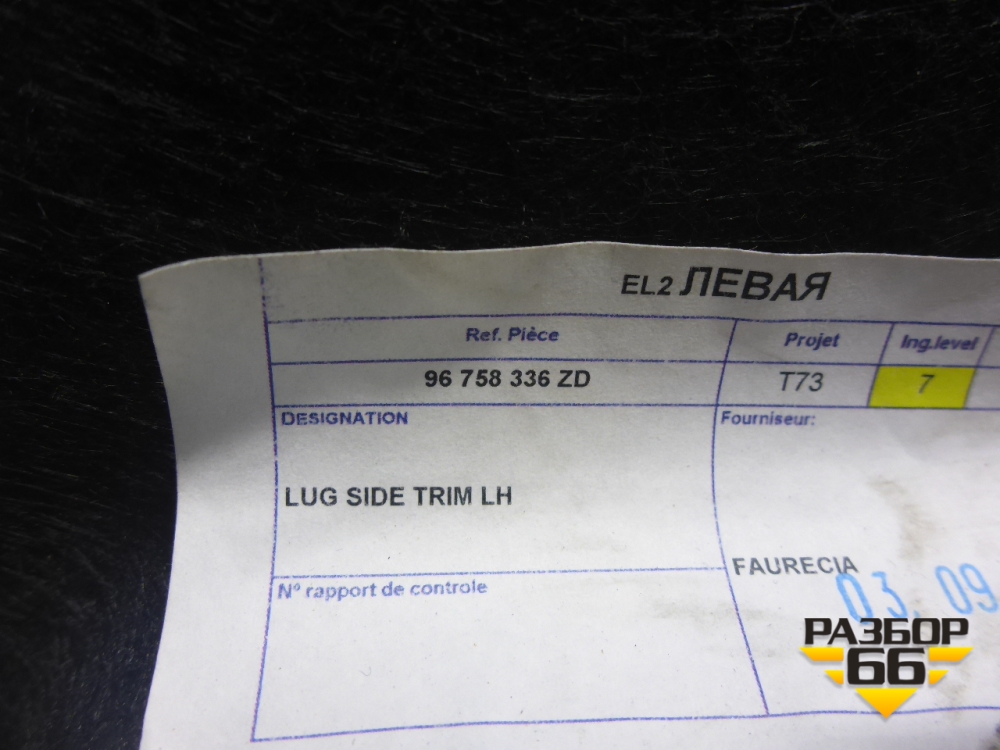 EL2 ЛЕВАЯ
Ref. Pièce Projet Ing.level
96 758 336 ZD T73 7
DESIGNATION Fourniseur:
LUG SIDE TRIM LH
FAURECIA
N° rapport de controle
03. 09
РАЗБОР
66